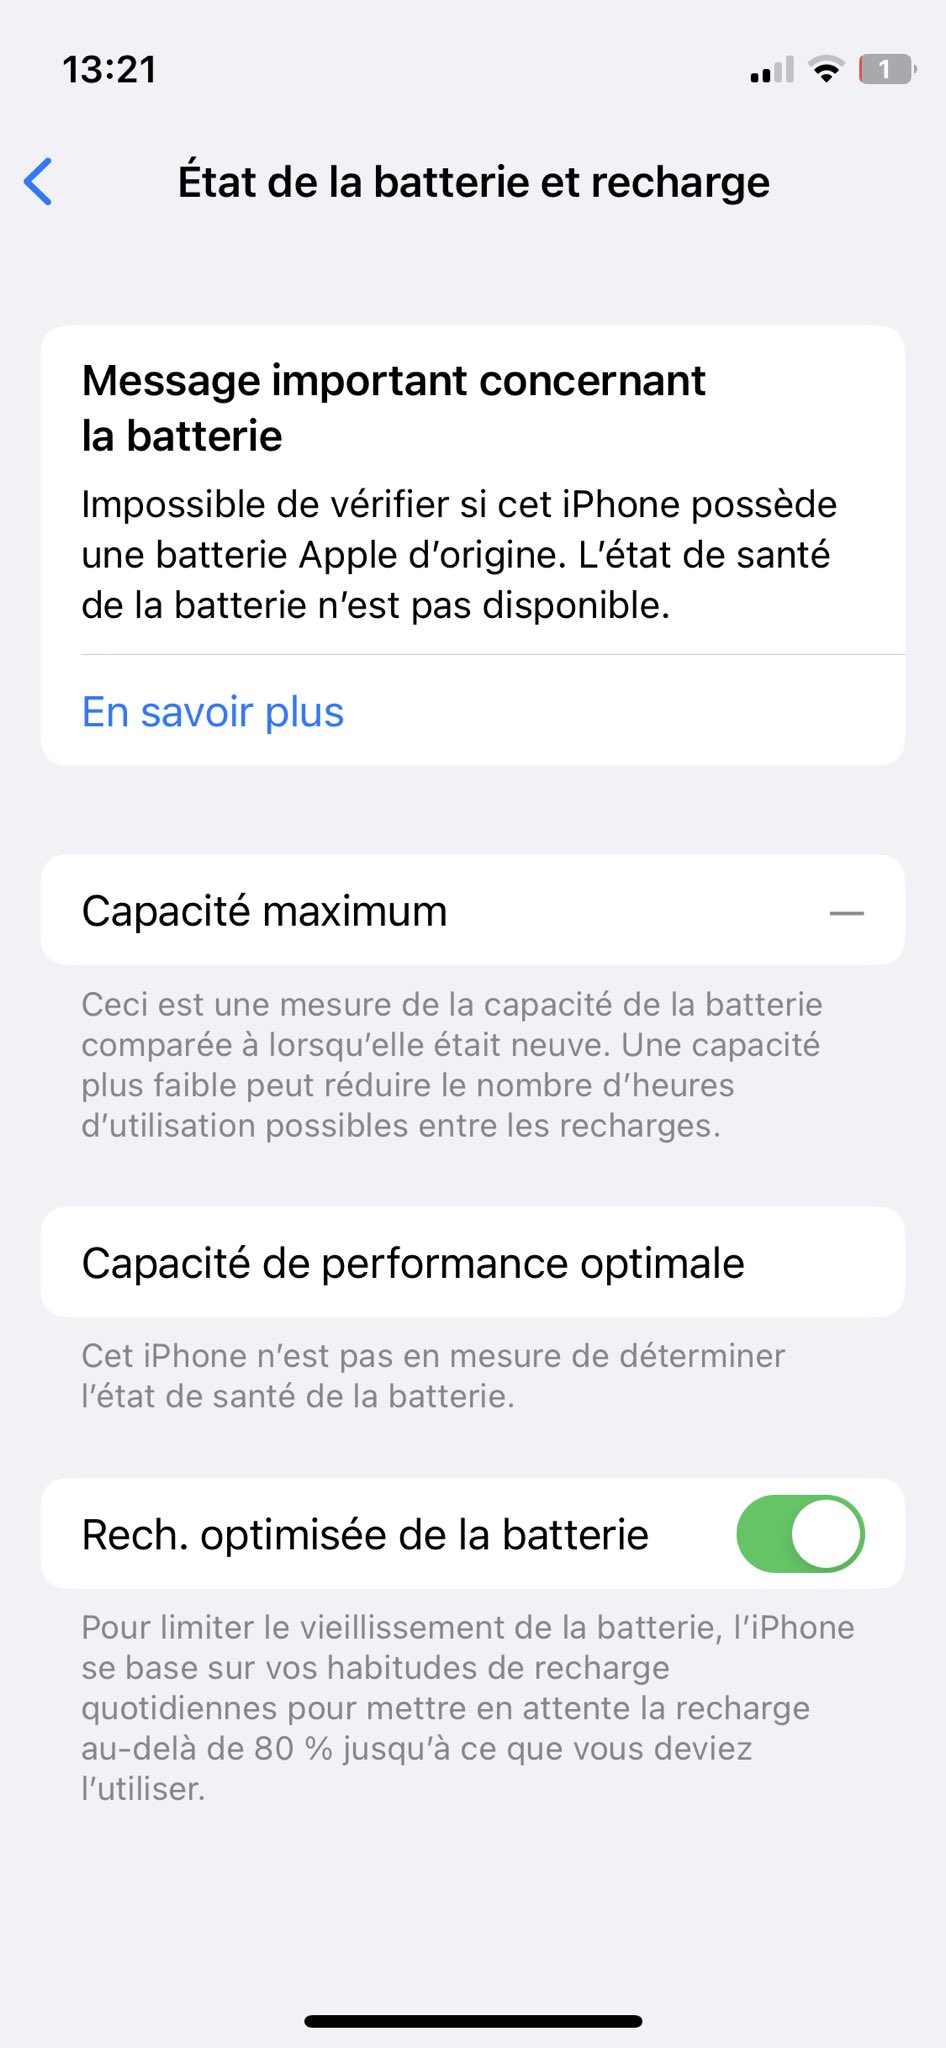 13:21
1
État de la batterie et recharge
Message important concernant
la batterie
Impossible de vérifier si cet iPhone possède
une batterie Apple d’origine. L’état de santé
de la batterie n’est pas disponible.
En savoir plus
Capacité maximum —
Ceci est une mesure de la capacité de la batterie
comparée à lorsqu’elle était neuve. Une capacité
plus faible peut réduire le nombre d’heures
d’utilisation possibles entre les recharges.
Capacité de performance optimale
Cet iPhone n’est pas en mesure de déterminer
l’état de santé de la batterie.
Rech. optimisée de la batterie
Pour limiter le vieillissement de la batterie, l’iPhone
se base sur vos habitudes de recharge
quotidiennes pour mettre en attente la recharge
au-delà de 80 % jusqu’à ce que vous deviez
l’utiliser.